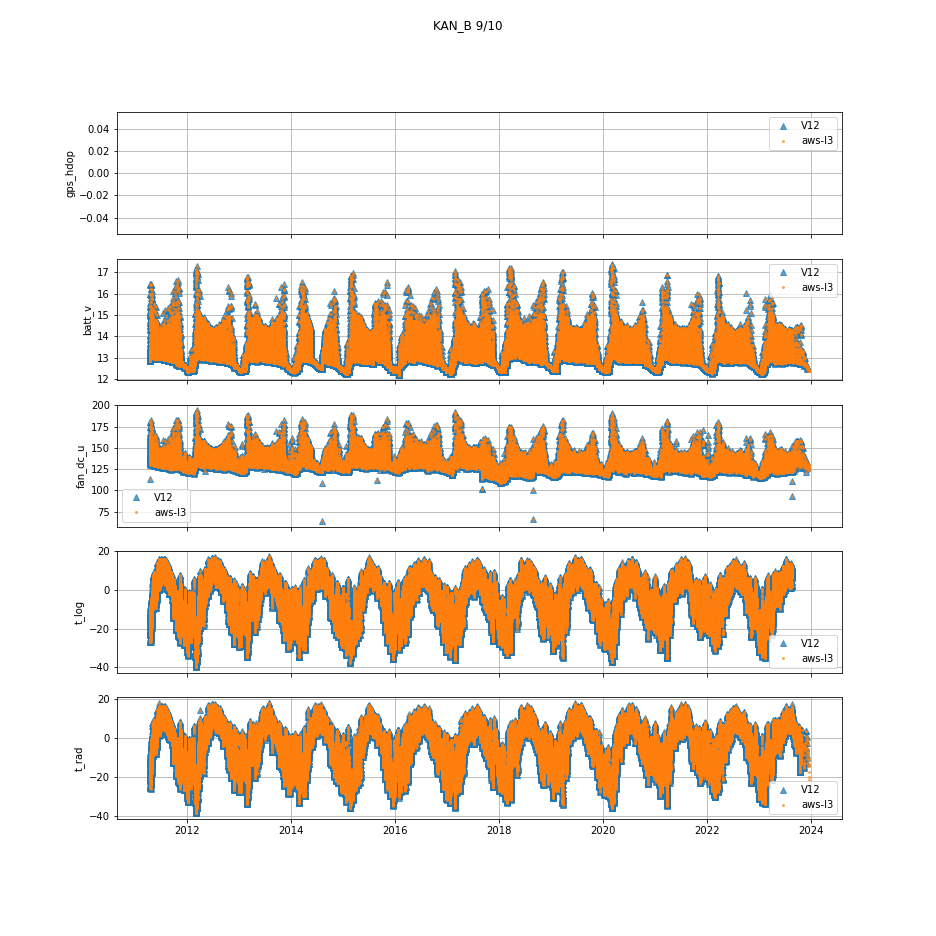 KAN_B 9/10
gps_hdop
0.04
0.02
0.00
−0.02
−0.04
V12
aws-l3
batt_v
17
16
15
14
13
12
V12
aws-l3
fan_dc_u
200
175
150
125
100
75
V12
aws-l3
t_log
20
0
−20
−40
V12
aws-l3
t_rad
20
0
−20
−40
V12
aws-l3
2012 2014 2016 2018 2020 2022 2024